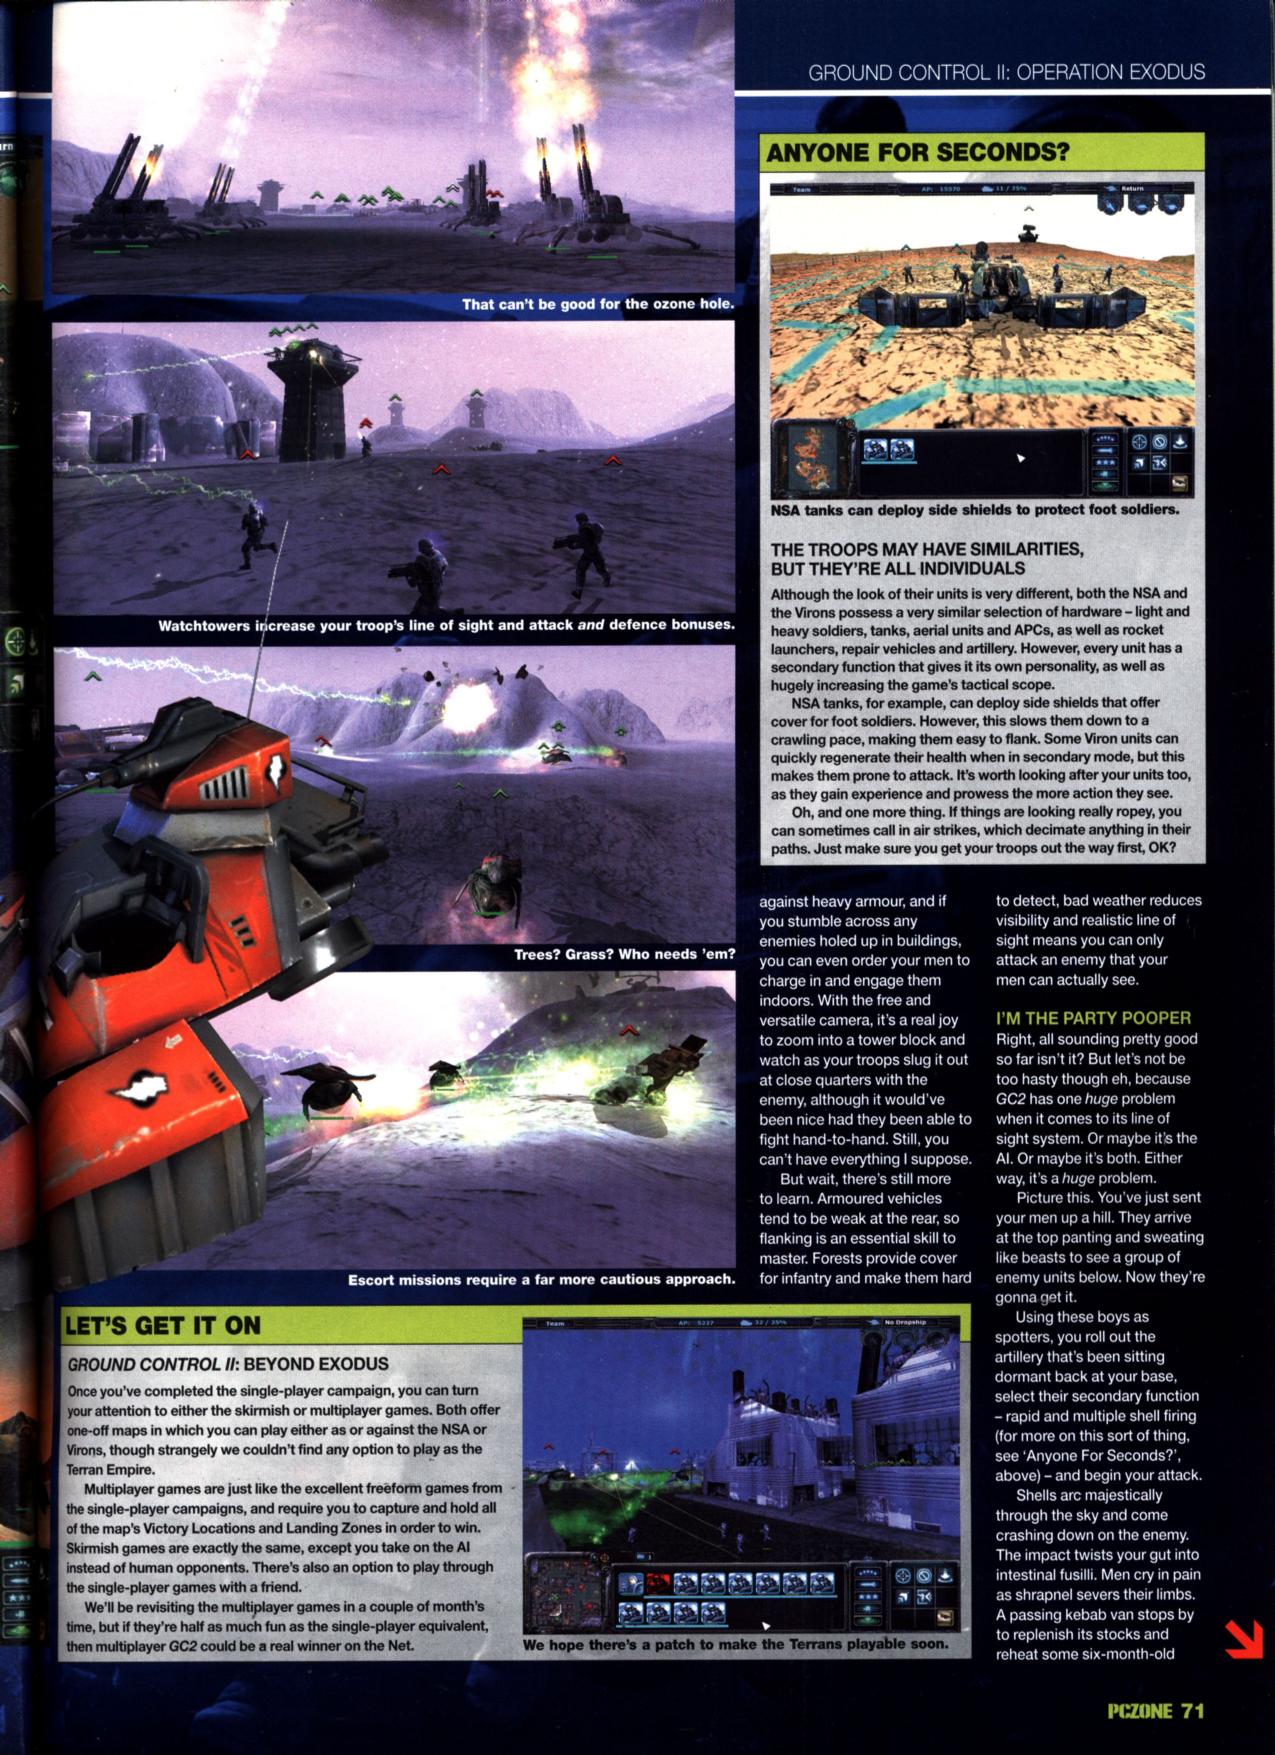 GROUND CONTROL II: OPERATION EXODUS
That can't be good for the ozone hole.
Watchtowers increase your troop's line of sight and attack and defence bonuses.
Trees? Grass? Who needs 'em?
Escort missions require a far more cautious approach.
ANYONE FOR SECONDS?
Team AP: 15570 11 / 35% Return
NSA tanks can deploy side shields to protect foot soldiers.
THE TROOPS MAY HAVE SIMILARITIES,
BUT THEY'RE ALL INDIVIDUALS
Although the look of their units is very different, both the NSA and
the Virons possess a very similar selection of hardware – light and
heavy soldiers, tanks, aerial units and APCs, as well as rocket
launchers, repair vehicles and artillery. However, every unit has a
secondary function that gives it its own personality, as well as
hugely increasing the game's tactical scope.
NSA tanks, for example, can deploy side shields that offer
cover for foot soldiers. However, this slows them down to a
crawling pace, making them easy to flank. Some Viron units can
quickly regenerate their health when in secondary mode, but this
makes them prone to attack. It's worth looking after your units too,
as they gain experience and prowess the more action they see.
Oh, and one more thing. If things are looking really ropey, you
can sometimes call in air strikes, which decimate anything in their
paths. Just make sure you get your troops out the way first, OK?
against heavy armour, and if
you stumble across any
enemies holed up in buildings,
you can even order your men to
charge in and engage them
indoors. With the free and
versatile camera, it's a real joy
to zoom into a tower block and
watch as your troops slug it out
at close quarters with the
enemy, although it would've
been nice had they been able to
fight hand-to-hand. Still, you
can't have everything I suppose.
But wait, there's still more
to learn. Armoured vehicles
tend to be weak at the rear, so
flanking is an essential skill to
master. Forests provide cover
for infantry and make them hard
to detect, bad weather reduces
visibility and realistic line of
sight means you can only
attack an enemy that your
men can actually see.
I'M THE PARTY POOPER
Right, all sounding pretty good
so far isn't it? But let's not be
too hasty though eh, because
GC2 has one huge problem
when it comes to its line of
sight system. Or maybe it's the
AI. Or maybe it's both. Either
way, it's a huge problem.
Picture this. You've just sent
your men up a hill. They arrive
at the top panting and sweating
like beasts to see a group of
enemy units below. Now they're
gonna get it.
Using these boys as
spotters, you roll out the
artillery that's been sitting
dormant back at your base,
select their secondary function
– rapid and multiple shell firing
(for more on this sort of thing,
see 'Anyone For Seconds?',
above) – and begin your attack.
Shells arc majestically
through the sky and come
crashing down on the enemy.
The impact twists your gut into
intestinal fusilli. Men cry in pain
as shrapnel severs their limbs.
A passing kebab van stops by
to replenish its stocks and
reheat some six-month-old
LET'S GET IT ON
GROUND CONTROL II: BEYOND EXODUS
Once you've completed the single-player campaign, you can turn
your attention to either the skirmish or multiplayer games. Both offer
one-off maps in which you can play either as or against the NSA or
Virons, though strangely we couldn't find any option to play as the
Terran Empire.
Multiplayer games are just like the excellent freeform games from
the single-player campaigns, and require you to capture and hold all
of the map's Victory Locations and Landing Zones in order to win.
Skirmish games are exactly the same, except you take on the AI
instead of human opponents. There's also an option to play through
the single-player games with a friend.
We'll be revisiting the multiplayer games in a couple of month's
time, but if they're half as much fun as the single-player equivalent,
then multiplayer GC2 could be a real winner on the Net.
Team AP: 5237 32 / 35% No Dropship
We hope there's a patch to make the Terrans playable soon.
PCZONE 71